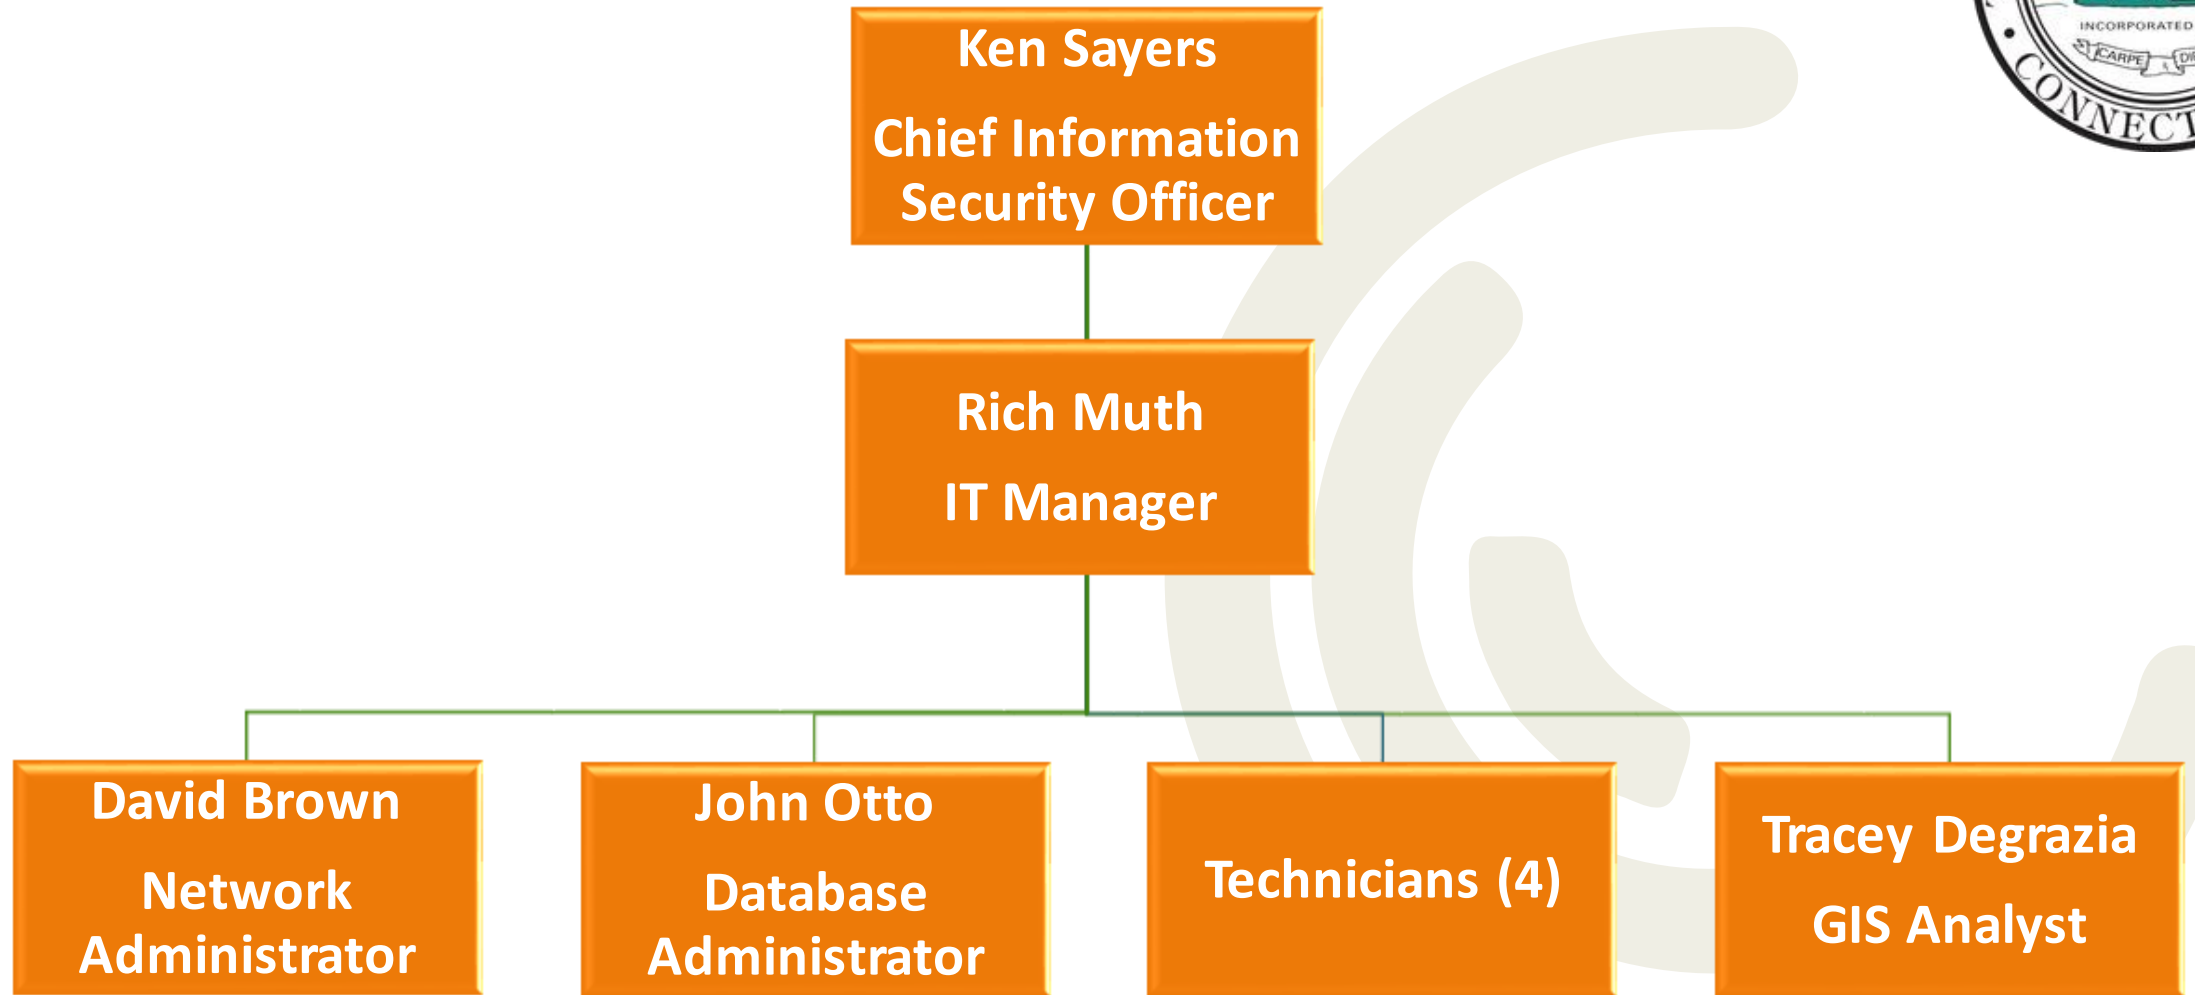 Ken Sayers
Chief Information
Security Officer
INCORPORATED
CARPE
Rich Muth
IT Manager
David Brown
Network
Administrator
John Otto
Database
Administrator
Technicians (4)
Tracey Degrazia
GIS Analyst